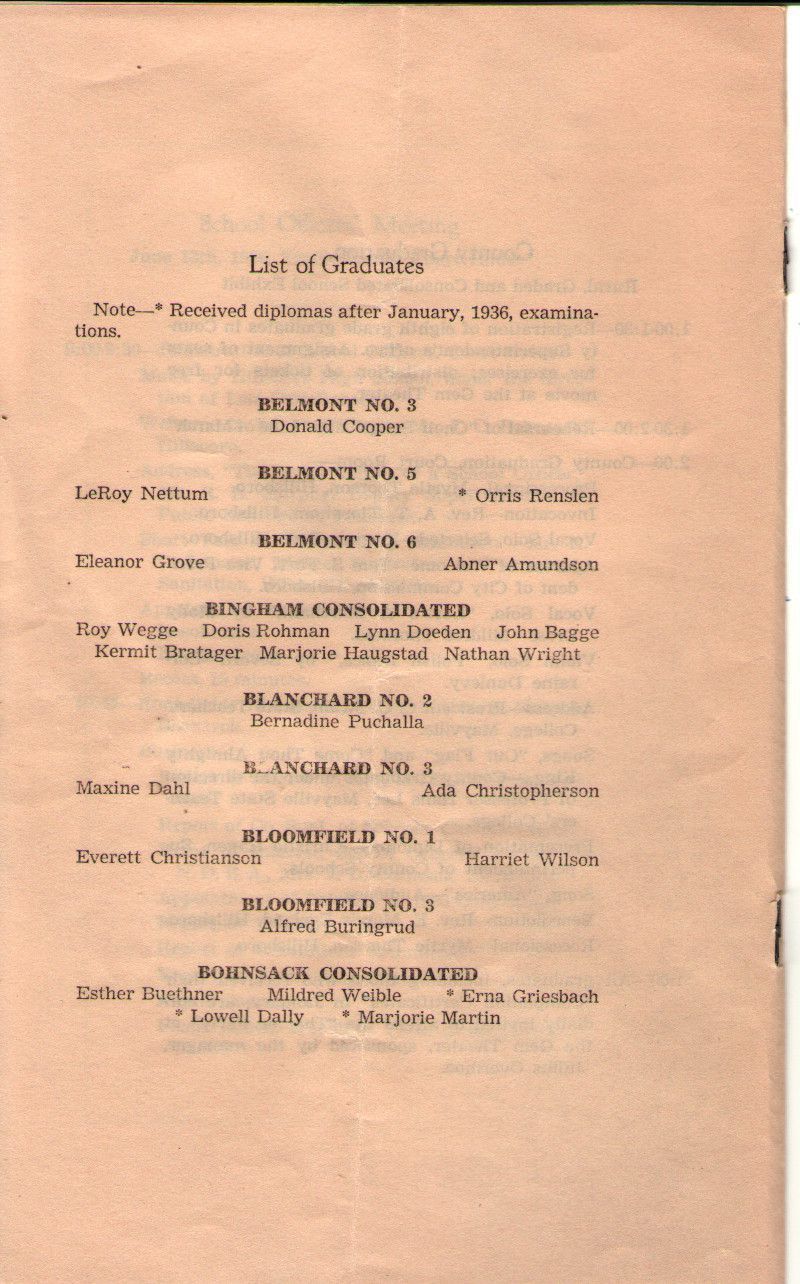 List of Graduates
Note—* Received diplomas after January, 1936, examina-
tions.
BELMONT NO. 3
Donald Cooper
BELMONT NO. 5
LeRoy Nettum * Orris Renslen
BELMONT NO. 6
Eleanor Grove Abner Amundson
BINGHAM CONSOLIDATED
Roy Wegge Doris Rohman Lynn Doeden John Bagge
Kermit Bratager Marjorie Haugstad Nathan Wright
BLANCHARD NO. 2
Bernadine Puchalla
BLANCHARD NO. 3
Maxine Dahl Ada Christopherson
BLOOMFIELD NO. 1
Everett Christianson Harriet Wilson
BLOOMFIELD NO. 3
Alfred Buringrud
BOHNSACK CONSOLIDATED
Esther Buethner Mildred Weible * Erna Griesbach
* Lowell Dally * Marjorie Martin